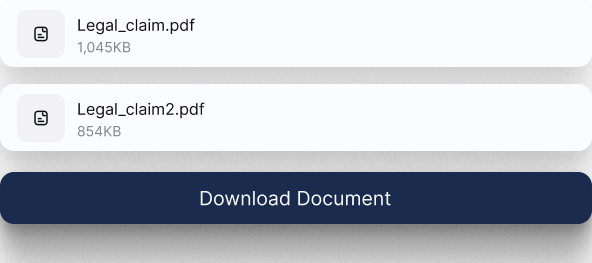 Legal_claim.pdf
1,045KB
Legal_claim2.pdf
854KB
Download Document